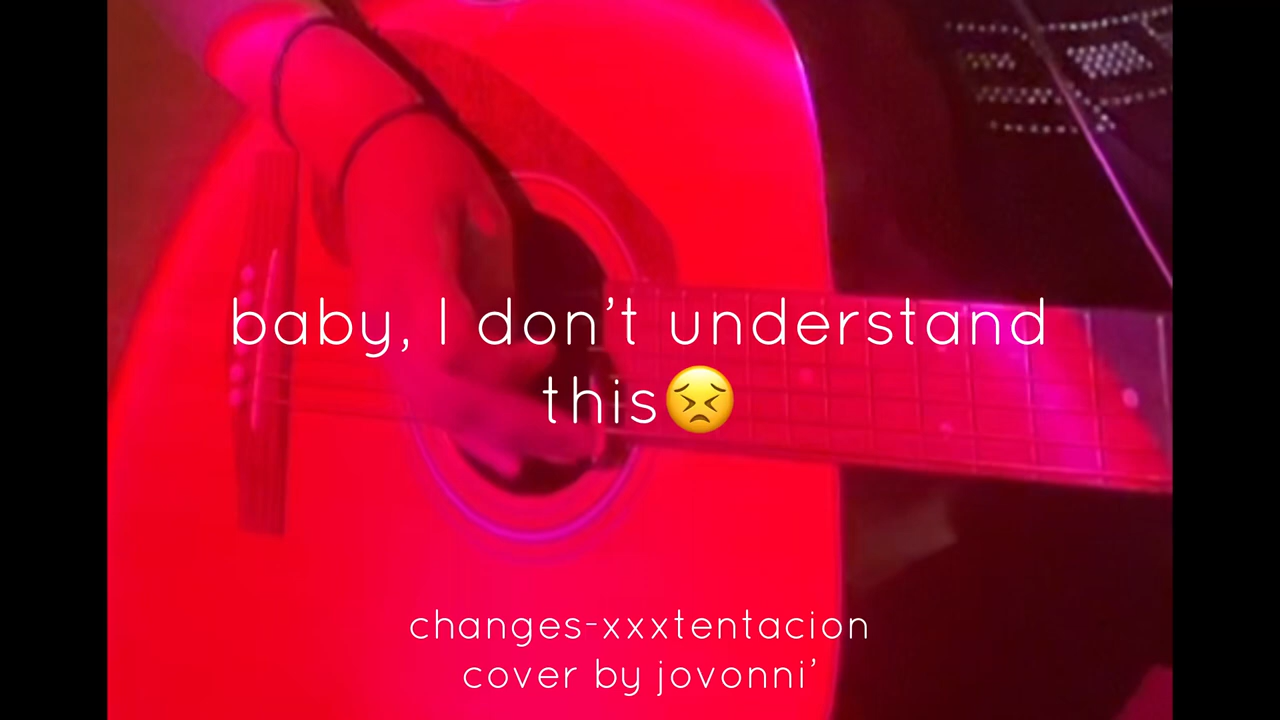 baby, I don’t understand
this😣
changes-xxxtentacion
cover by jovonni’